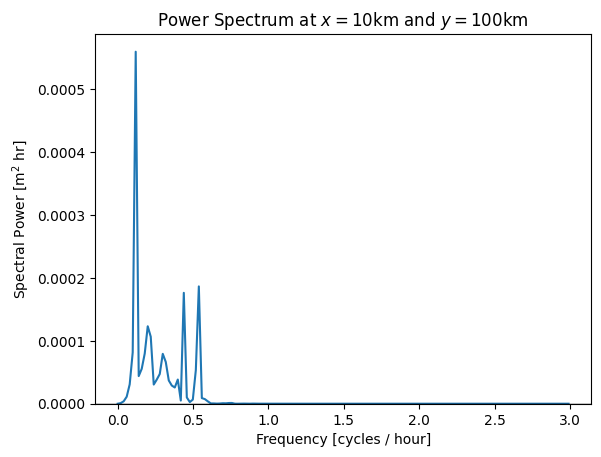 Power Spectrum at x = 10km and y = 100km
0.0005
0.0004
0.0003
0.0002
0.0001
0.0000
0.0 0.5 1.0 1.5 2.0 2.5 3.0
Spectral Power [m² hr]
Frequency [cycles / hour]